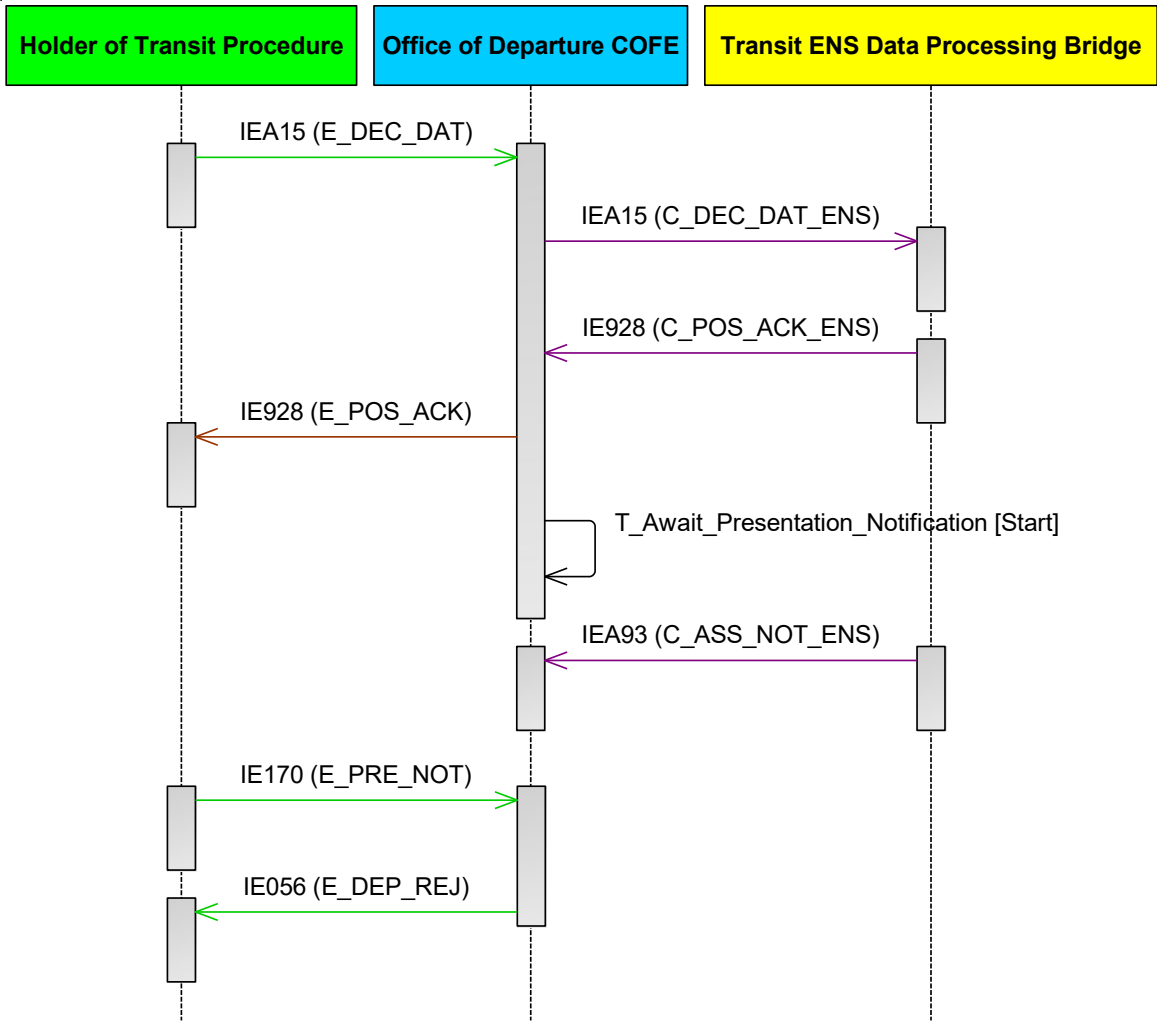 Holder of Transit Procedure
Office of Departure COFE
Transit ENS Data Processing Bridge
IEA15 (E_DEC_DAT)
IEA15 (C_DEC_DAT_ENS)
IE928 (C_POS_ACK_ENS)
IE928 (E_POS_ACK)
T_Await_Presentation_Notification [Start]
IEA93 (C_ASS_NOT_ENS)
IE170 (E_PRE_NOT)
IE056 (E_DEP_REJ)